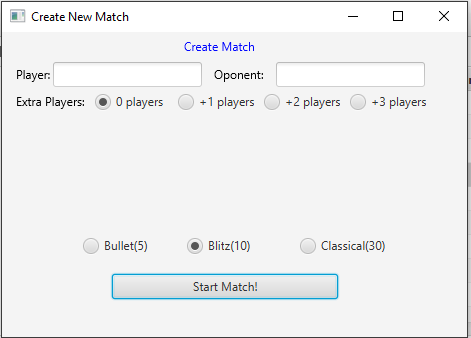 Create New Match
Create Match
Player: Oponent:
Extra Players: 0 players +1 players +2 players +3 players
Bullet(5) Blitz(10) Classical(30)
Start Match!